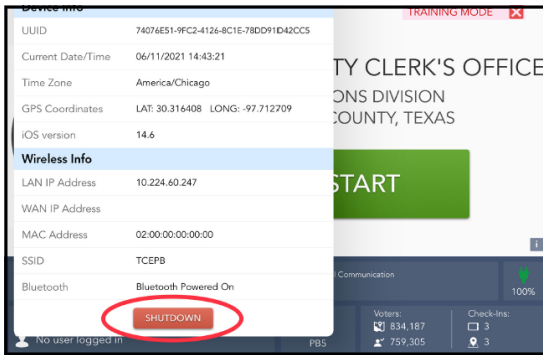 Device Info
TRAINING MODE
UUID 74076E51-9FC2-4126-8C1E-78DD91D42CC5
Current Date/Time 06/11/2021 14:43:21
Time Zone America/Chicago
GPS Coordinates LAT: 30.316408 LONG: -97.712709
iOS version 14.6
Wireless Info
LAN IP Address 10.224.60.247
WAN IP Address
MAC Address 02:00:00:00:00:00
SSID TCEPB
Bluetooth Bluetooth Powered On
SHUTDOWN
TY CLERK'S OFFICE
ONS DIVISION
COUNTY, TEXAS
START
i
l Communication
100%
Voters:
834,187
759,305
Check-Ins:
3
3
No user logged in
PB5